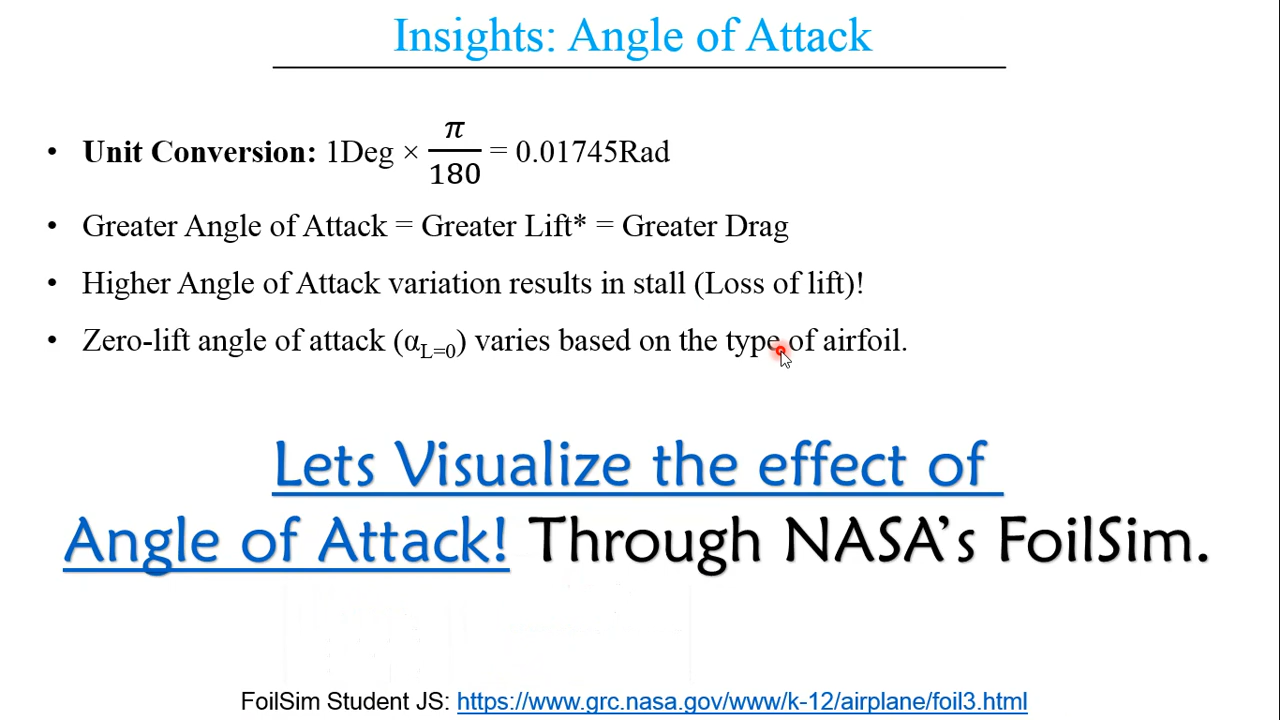 Insights: Angle of Attack
• Unit Conversion: 1Deg × π/180 = 0.01745Rad
• Greater Angle of Attack = Greater Lift* = Greater Drag
• Higher Angle of Attack variation results in stall (Loss of lift)!
• Zero-lift angle of attack (αL=0) varies based on the type of airfoil.
Lets Visualize the effect of
Angle of Attack! Through NASA’s FoilSim.
FoilSim Student JS: https://www.grc.nasa.gov/www/k-12/airplane/foil3.html